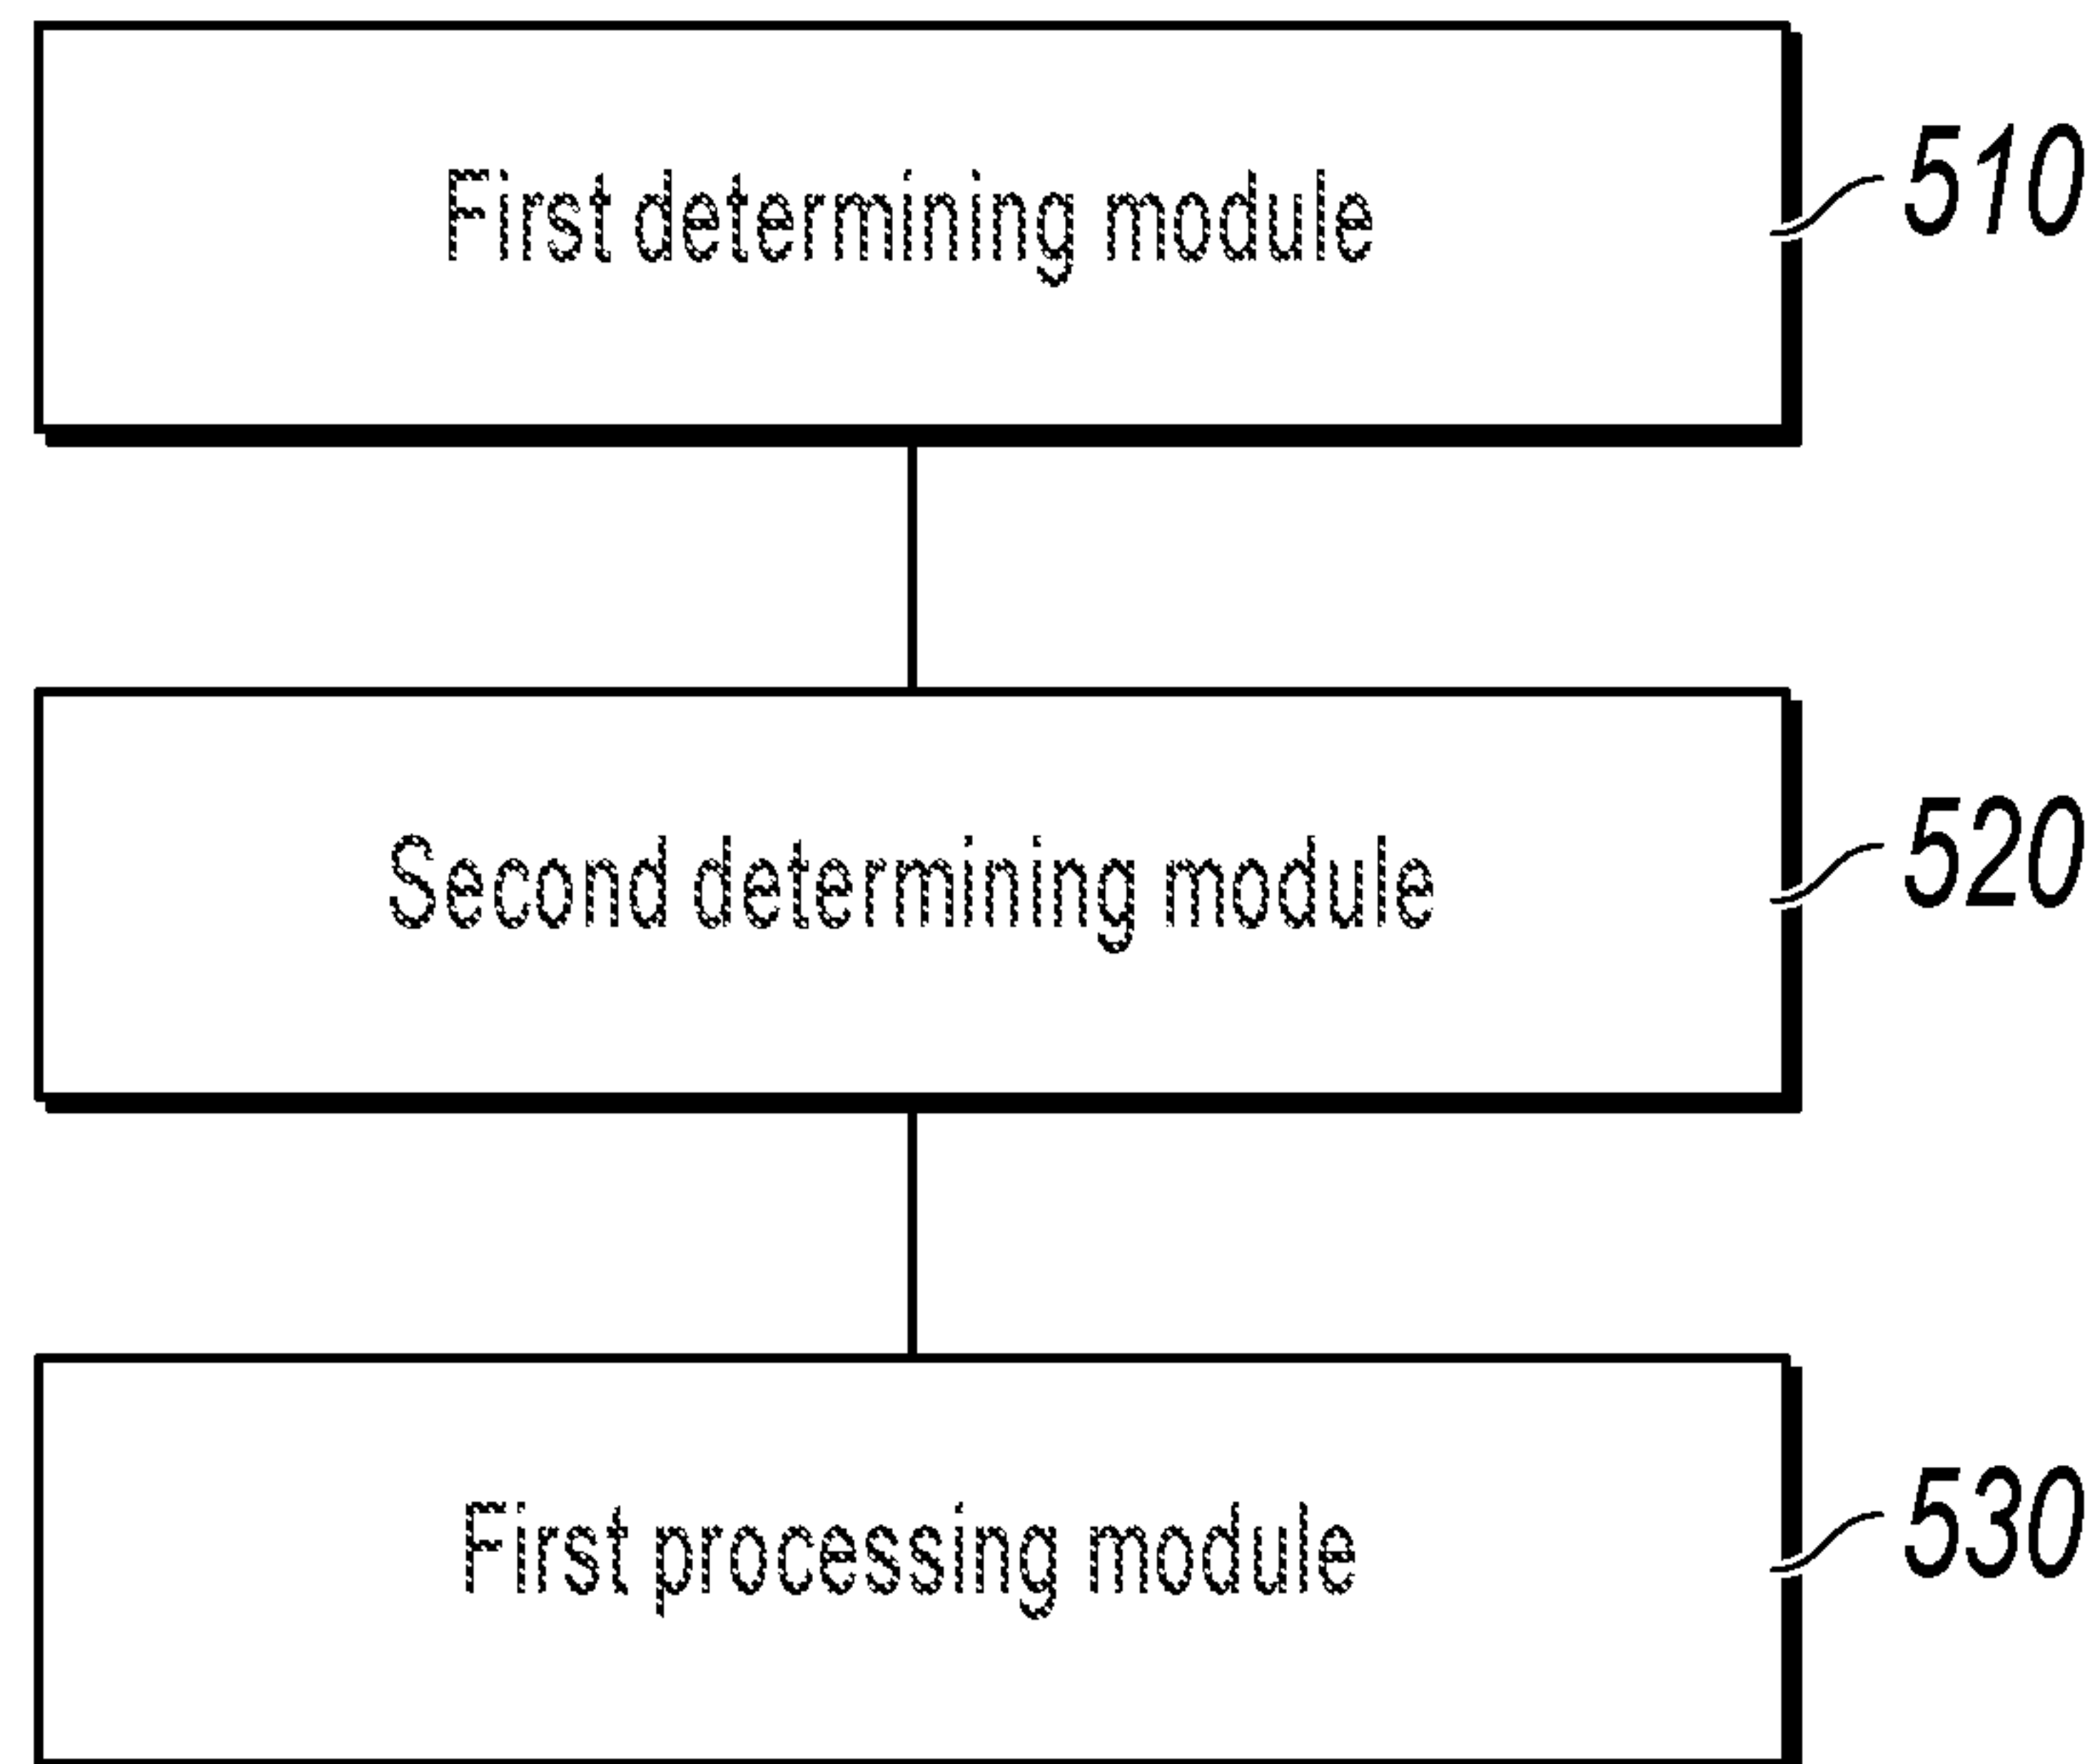 First determining module
510
Second determining module
520
First processing module
530